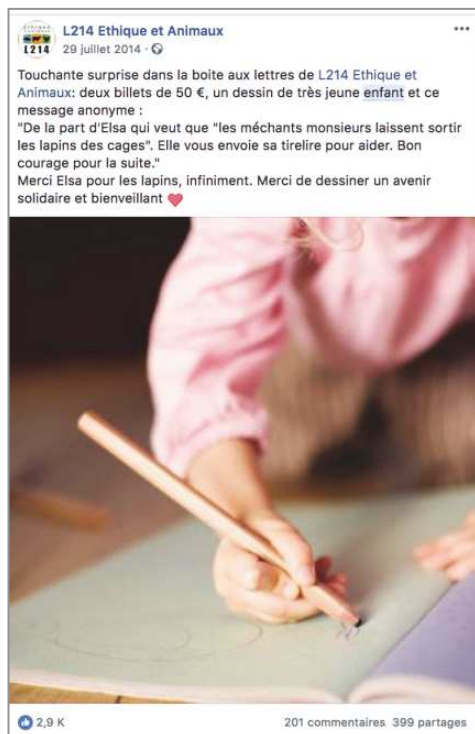 éthique
L214
L214 Ethique et Animaux
29 juillet 2014 ·
Touchante surprise dans la boite aux lettres de L214 Ethique et
Animaux: deux billets de 50 €, un dessin de très jeune enfant et ce
message anonyme :
"De la part d'Elsa qui veut que "les méchants monsieurs laissent sortir
les lapins des cages". Elle vous envoie sa tirelire pour aider. Bon
courage pour la suite."
Merci Elsa pour les lapins, infiniment. Merci de dessiner un avenir
solidaire et bienveillant
2,9 K
201 commentaires 399 partages